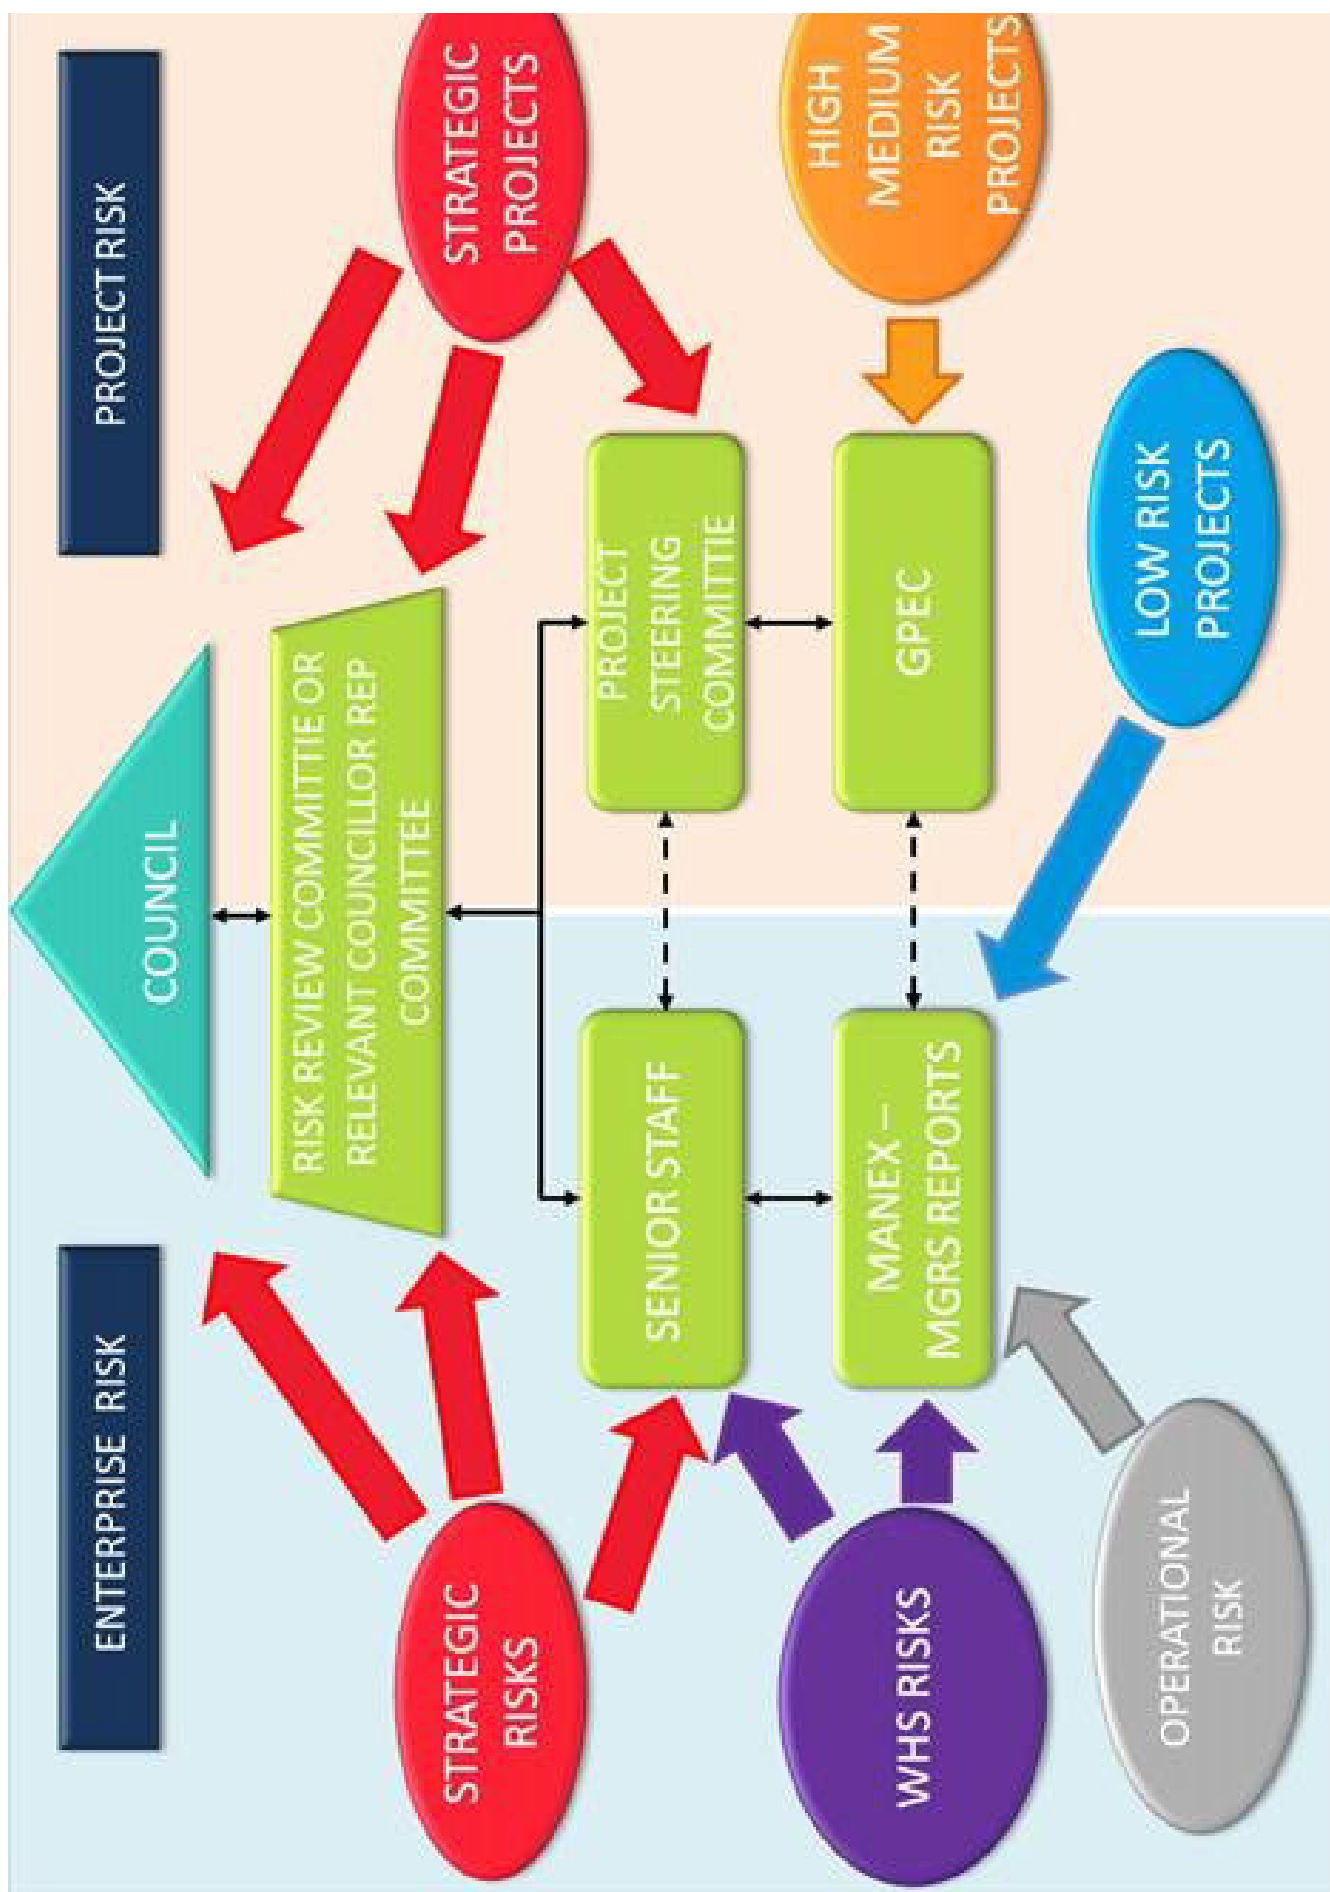 ENTERPRISE RISK
PROJECT RISK
COUNCIL
RISK REVIEW COMMITTIE OR
RELEVANT COUNCILLOR REP
COMMITTEE
STRATEGIC
RISKS
STRATEGIC
PROJECTS
SENIOR STAFF
PROJECT
STEERING
COMMITTIE
WHS RISKS
MANEX –
MGRS REPORTS
GPEC
HIGH
MEDIUM
RISK
PROJECTS
OPERATIONAL
RISK
LOW RISK
PROJECTS